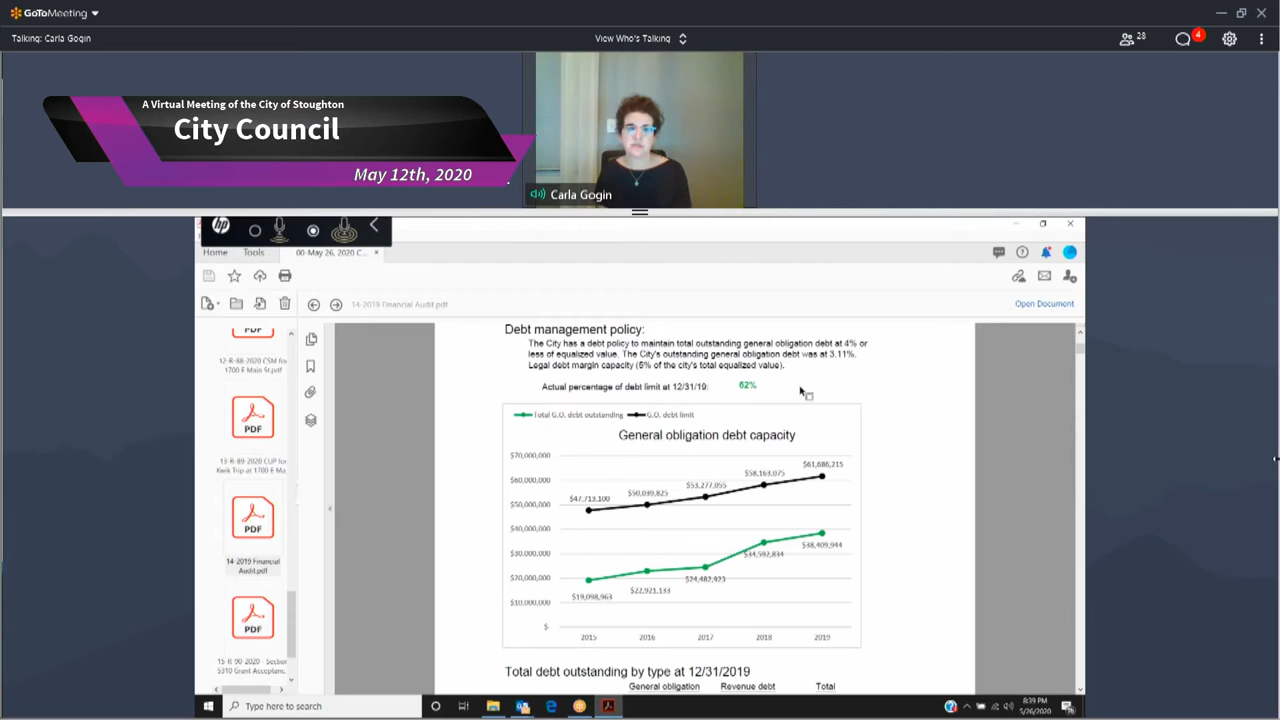 GoToMeeting
Talking: Carla Gogin
View Who's Talking
28
4
A Virtual Meeting of the City of Stoughton
City Council
May 12th, 2020
Carla Gogin
hp
Home
Tools
00-May 26, 2020 C...
14-2019 Financial Audit.pdf
Open Document
PDF
12-R-88-2020 CSM for
1700 E Main St.pdf
PDF
13-R-89-2020 CUP for
Kwik Trip at 1700 E Ma
PDF
14-2019 Financial
Audit.pdf
PDF
15-R-90-2020 - Section
5310 Grant Acceptanc
Debt management policy:
The City has a debt policy to maintain total outstanding general obligation debt at 4% or
less of equalized value. The City's outstanding general obligation debt was at 3.11%.
Legal debt margin capacity (5% of the city's total equalized value).
Actual percentage of debt limit at 12/31/19: 62%
Total G.O. debt outstanding
G.O. debt limit
General obligation debt capacity
$70,000,000
$60,000,000
$50,000,000
$40,000,000
$30,000,000
$20,000,000
$10,000,000
$-
$47,713,100
$50,039,825
$53,277,055
$58,163,075
$61,686,215
$19,098,963
$22,921,133
$24,482,923
$34,592,834
$38,409,944
2015 2016 2017 2018 2019
Total debt outstanding by type at 12/31/2019
General obligation Revenue debt Total
Type here to search
8:39 PM
5/26/2020